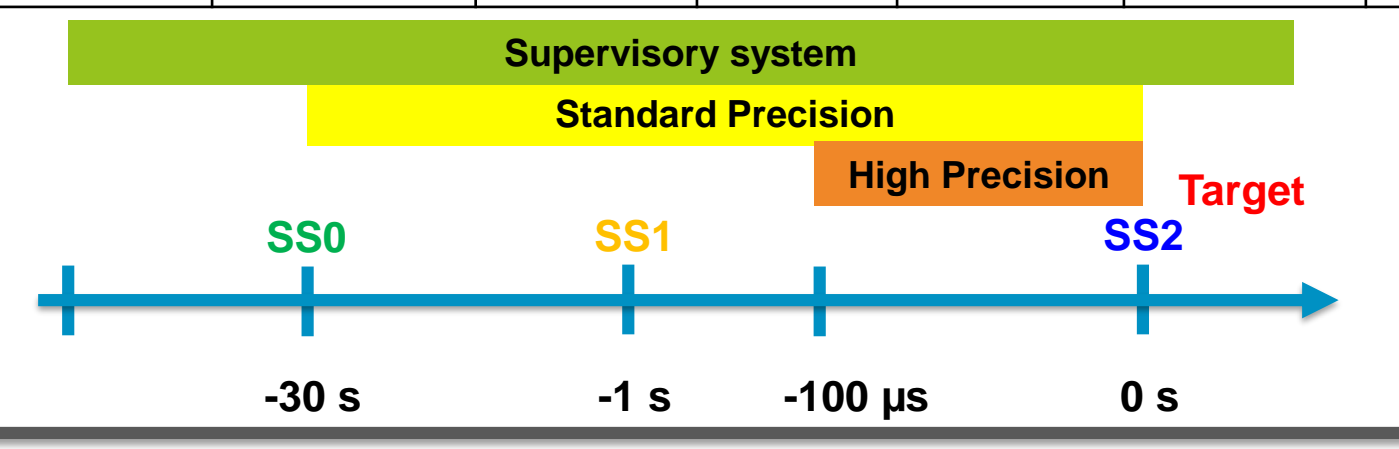 Supervisory system
Standard Precision
High Precision
Target
SS0 SS1 SS2
-30 s -1 s -100 µs 0 s